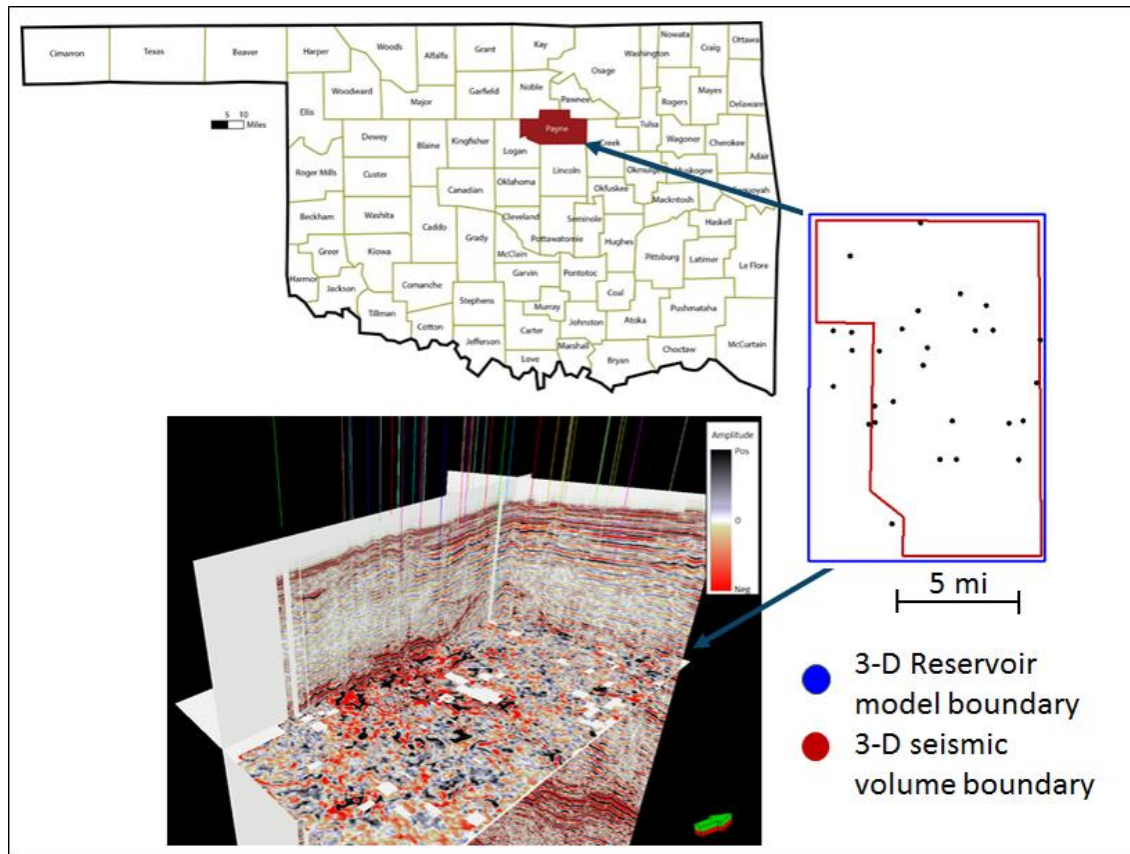 Cimarron
Texas
Beaver
Harper
Woods
Alfalfa
Grant
Kay
Osage
Washington
Nowata
Craig
Ottawa
Woodward
Ellis
Major
Garfield
Noble
Pawnee
Rogers
Mayes
Delaware
5 10
Miles
Dewey
Blaine
Kingfisher
Logan
Payne
Creek
Tulsa
Wagoner
Cherokee
Adair
Roger Mills
Custer
Canadian
Oklahoma
Lincoln
Okfuskee
Okmulgee
Muskogee
Sequoyah
MackIntosh
Beckham
Washita
Caddo
Grady
Cleveland
Pottawatomie
Seminole
Hughes
Haskell
Pittsburg
Latimer
Le Flore
Greer
Kiowa
McClain
Garvin
Pontotoc
Harmor
Jackson
Comanche
Stephens
Murray
Coal
Pushmataha
Tillman
Cotton
Jefferson
Carter
Johnston
Atoka
Love
Marshall
Bryan
Choctaw
McCurtain
Amplitude
Pos
0
Neg
5 mi
3-D Reservoir
model boundary
3-D seismic
volume boundary